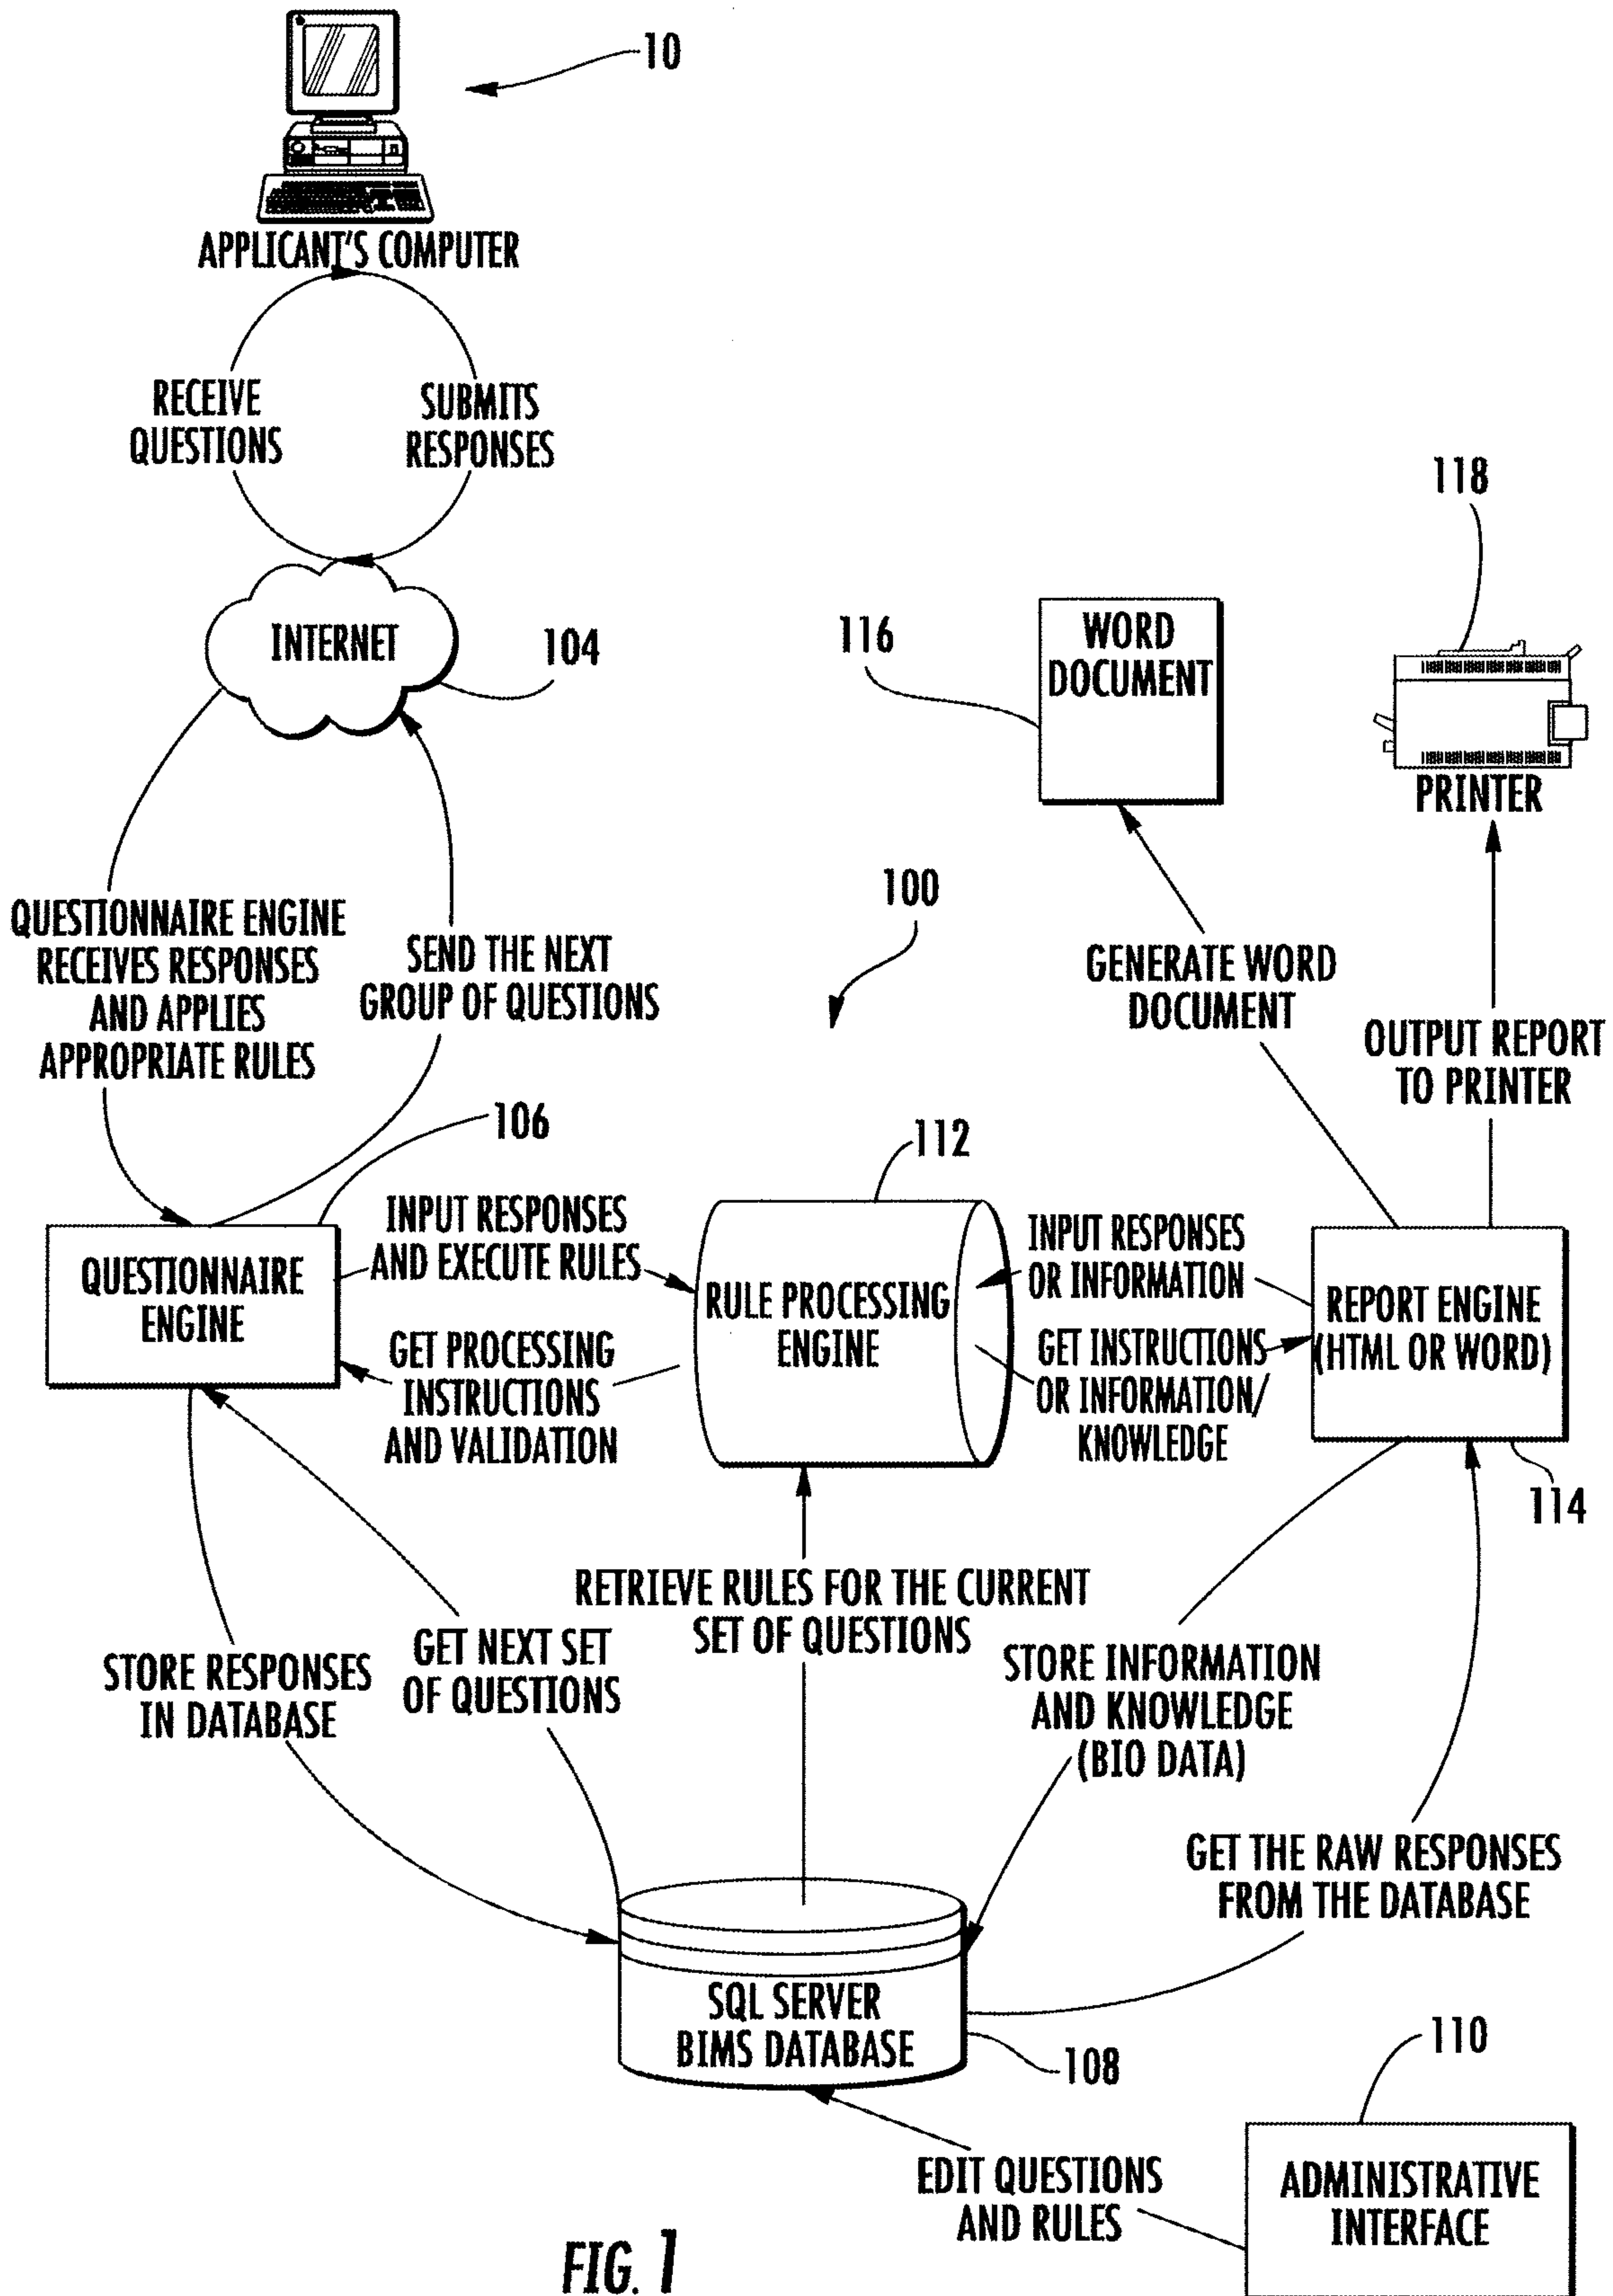 10
APPLICANT'S COMPUTER
RECEIVE
QUESTIONS
SUBMITS
RESPONSES
INTERNET
104
118
116
WORD
DOCUMENT
PRINTER
100
QUESTIONNAIRE ENGINE
RECEIVES RESPONSES
AND APPLIES
APPROPRIATE RULES
SEND THE NEXT
GROUP OF QUESTIONS
GENERATE WORD
DOCUMENT
OUTPUT REPORT
TO PRINTER
106
112
QUESTIONNAIRE
ENGINE
INPUT RESPONSES
AND EXECUTE RULES
GET PROCESSING
INSTRUCTIONS
AND VALIDATION
RULE PROCESSING
ENGINE
INPUT RESPONSES
OR INFORMATION
GET INSTRUCTIONS
OR INFORMATION/
KNOWLEDGE
REPORT ENGINE
(HTML OR WORD)
114
RETRIEVE RULES FOR THE CURRENT
SET OF QUESTIONS
STORE RESPONSES
IN DATABASE
GET NEXT SET
OF QUESTIONS
STORE INFORMATION
AND KNOWLEDGE
(BIO DATA)
GET THE RAW RESPONSES
FROM THE DATABASE
SQL SERVER
BIMS DATABASE
108
110
EDIT QUESTIONS
AND RULES
ADMINISTRATIVE
INTERFACE
FIG. 1